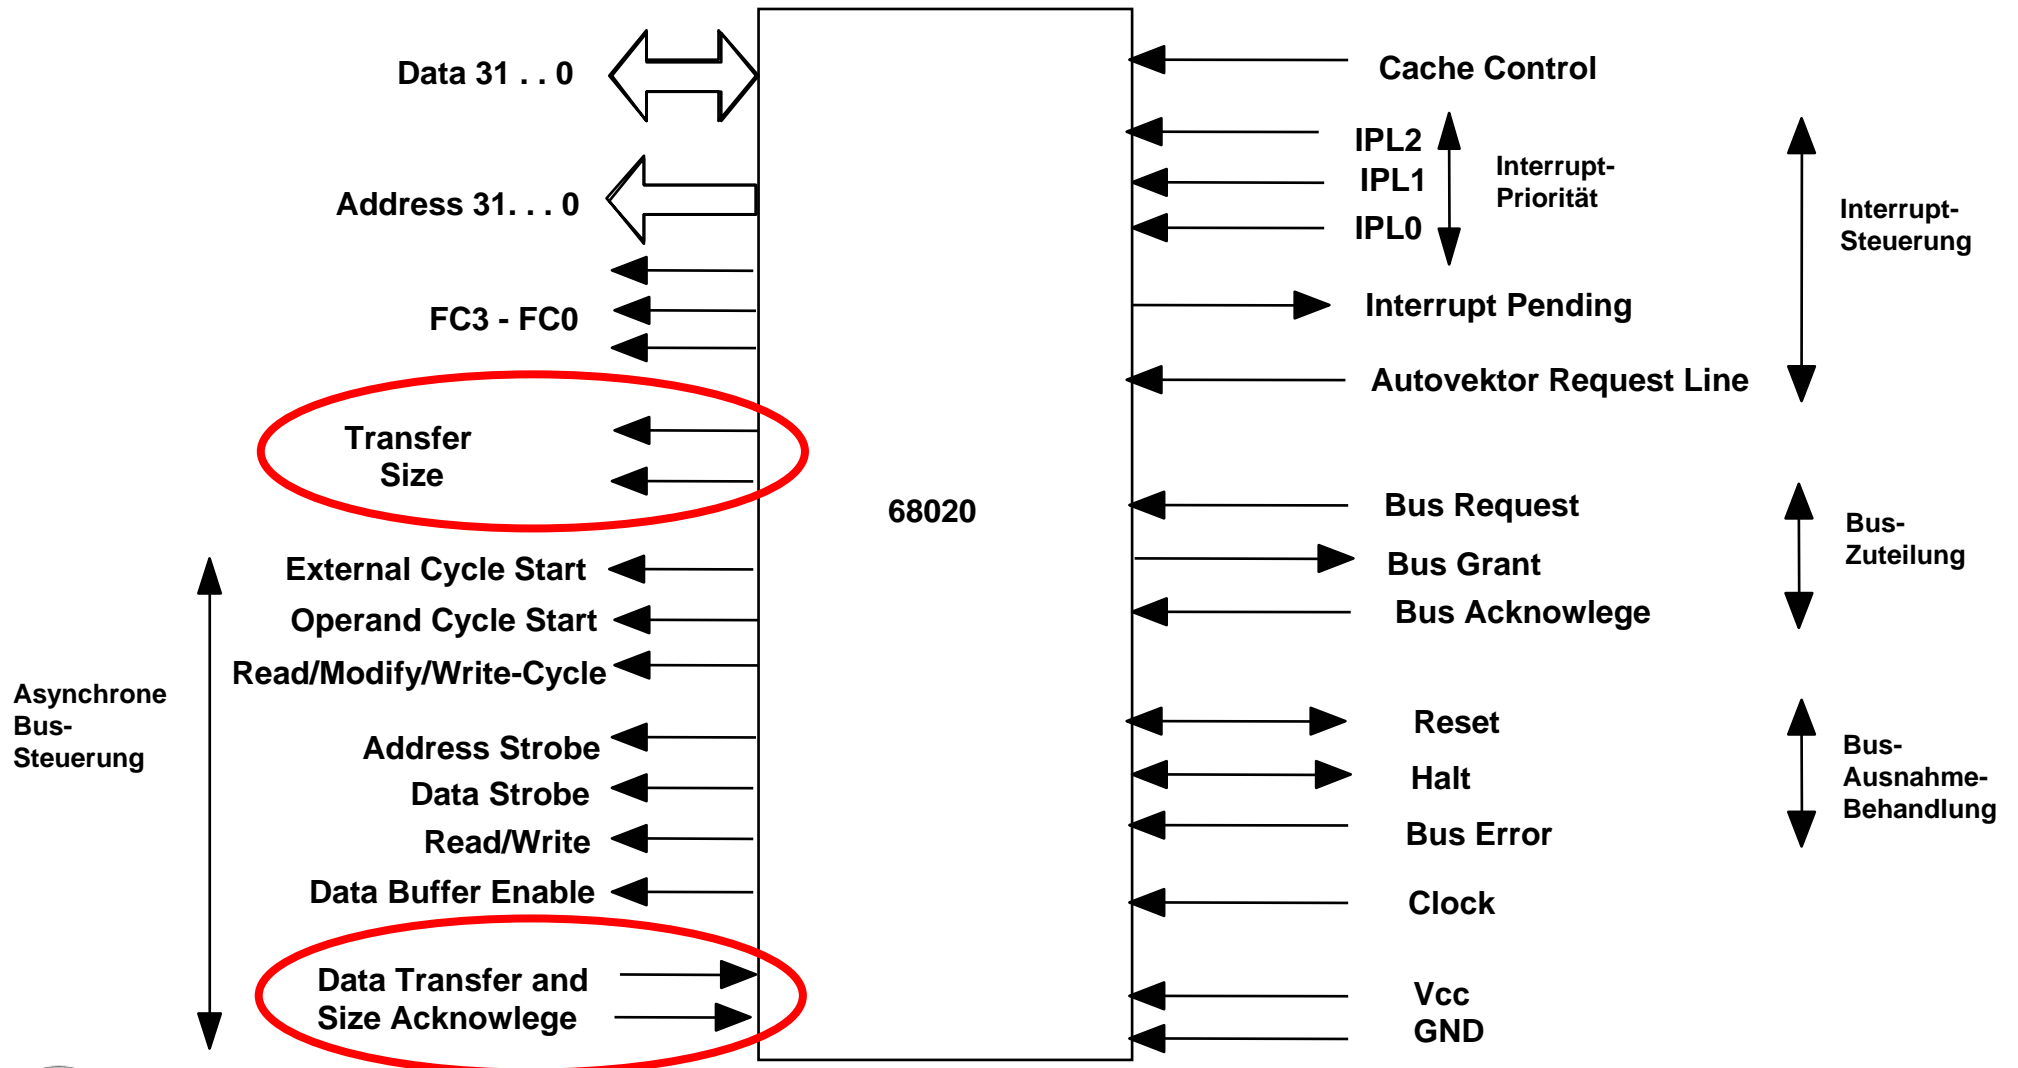 Data 31 . . 0
Address 31. . . 0
FC3 - FC0
Transfer
Size
External Cycle Start
Operand Cycle Start
Read/Modify/Write-Cycle
Address Strobe
Data Strobe
Read/Write
Data Buffer Enable
Data Transfer and
Size Acknowlege
Asynchrone
Bus-
Steuerung
68020
Cache Control
IPL2
IPL1
IPL0
Interrupt-
Priorität
Interrupt Pending
Autovektor Request Line
Interrupt-
Steuerung
Bus Request
Bus Grant
Bus Acknowlege
Bus-
Zuteilung
Reset
Halt
Bus Error
Bus-
Ausnahme-
Behandlung
Clock
Vcc
GND